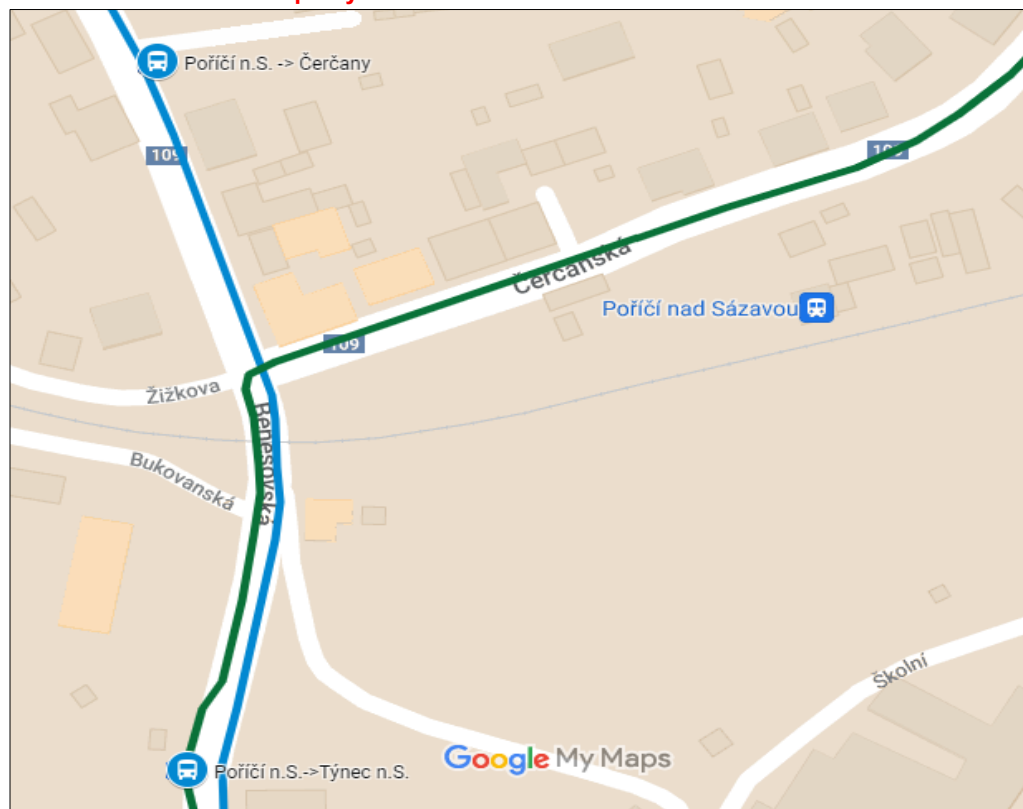 Poříčí n.S. -> Čerčany
109
109
Čerčanská
Poříčí nad Sázavou
109
Žižkova
Benešovská
Bukovanská
Školní
Google My Maps
Poříčí n.S.->Týnec n.S.